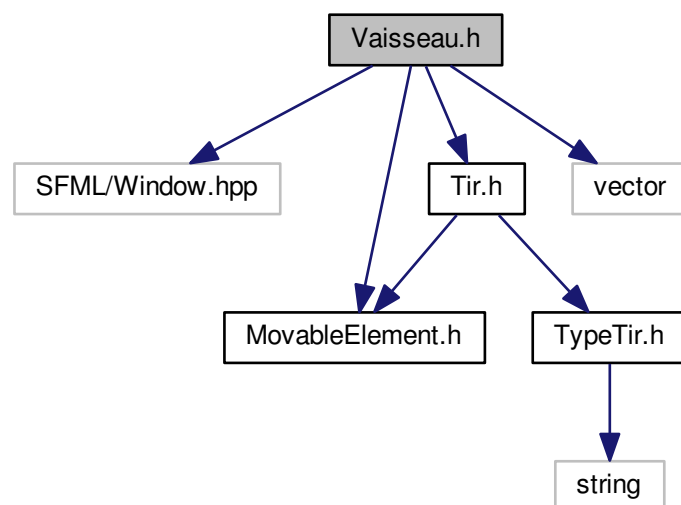 Vaisseau.h
SFML/Window.hpp
Tir.h
vector
MovableElement.h
TypeTir.h
string